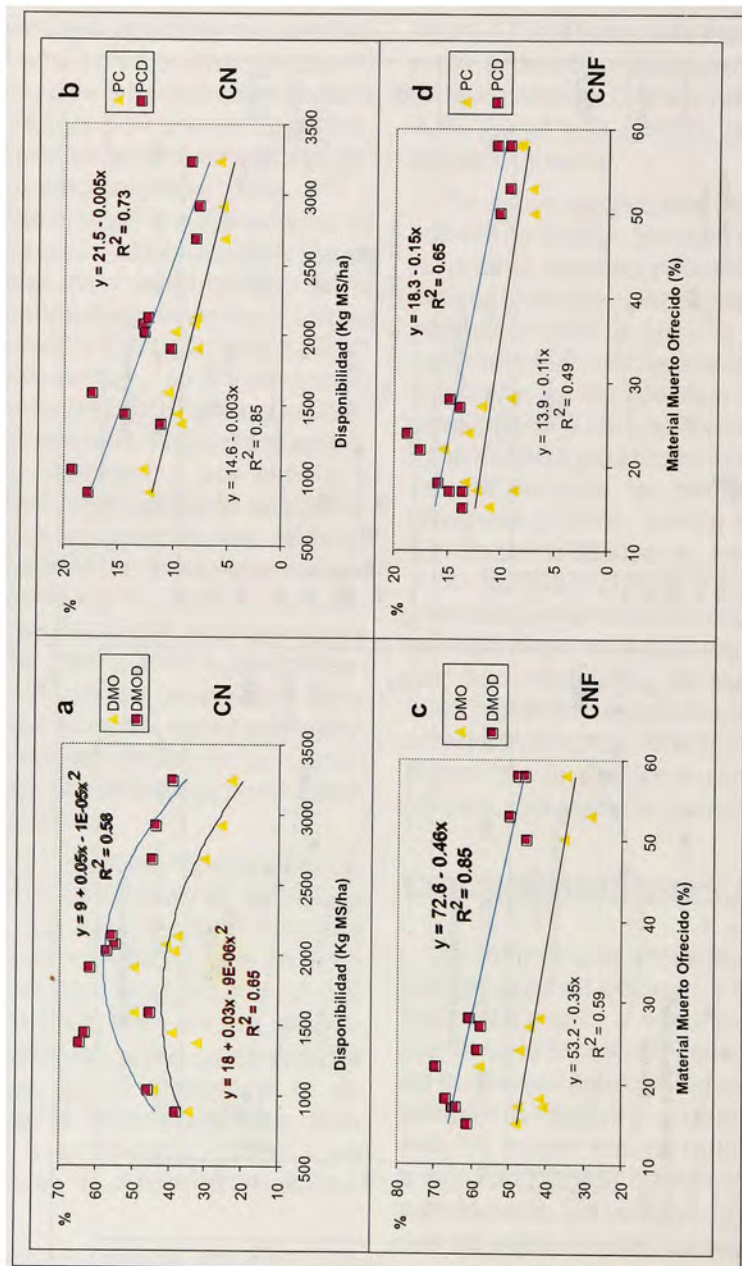 a
%
70
60
50
40
30
20
10
y = 9 + 0.05x - 1E-05x²
R² = 0.58
y = 18 + 0.03x - 9E-06x²
R² = 0.65
DMO
DMOD
500
1000
1500
2000
2500
3000
3500
Disponibilidad (Kg MS/ha)
CN
b
%
20
15
10
5
0
y = 21.5 - 0.005x
R² = 0.73
y = 14.6 - 0.003x
R² = 0.85
PC
PCD
500
1000
1500
2000
2500
3000
3500
Disponibilidad (Kg MS/ha)
CN
c
%
80
70
60
50
40
30
20
y = 72.6 - 0.46x
R² = 0.85
y = 53.2 - 0.35x
R² = 0.59
DMO
DMOD
10
20
30
40
50
60
Material Muerto Ofrecido (%)
CNF
d
%
20
15
10
5
0
y = 18.3 - 0.15x
R² = 0.65
y = 13.9 - 0.11x
R² = 0.49
PC
PCD
10
20
30
40
50
60
Material Muerto Ofrecido (%)
CNF